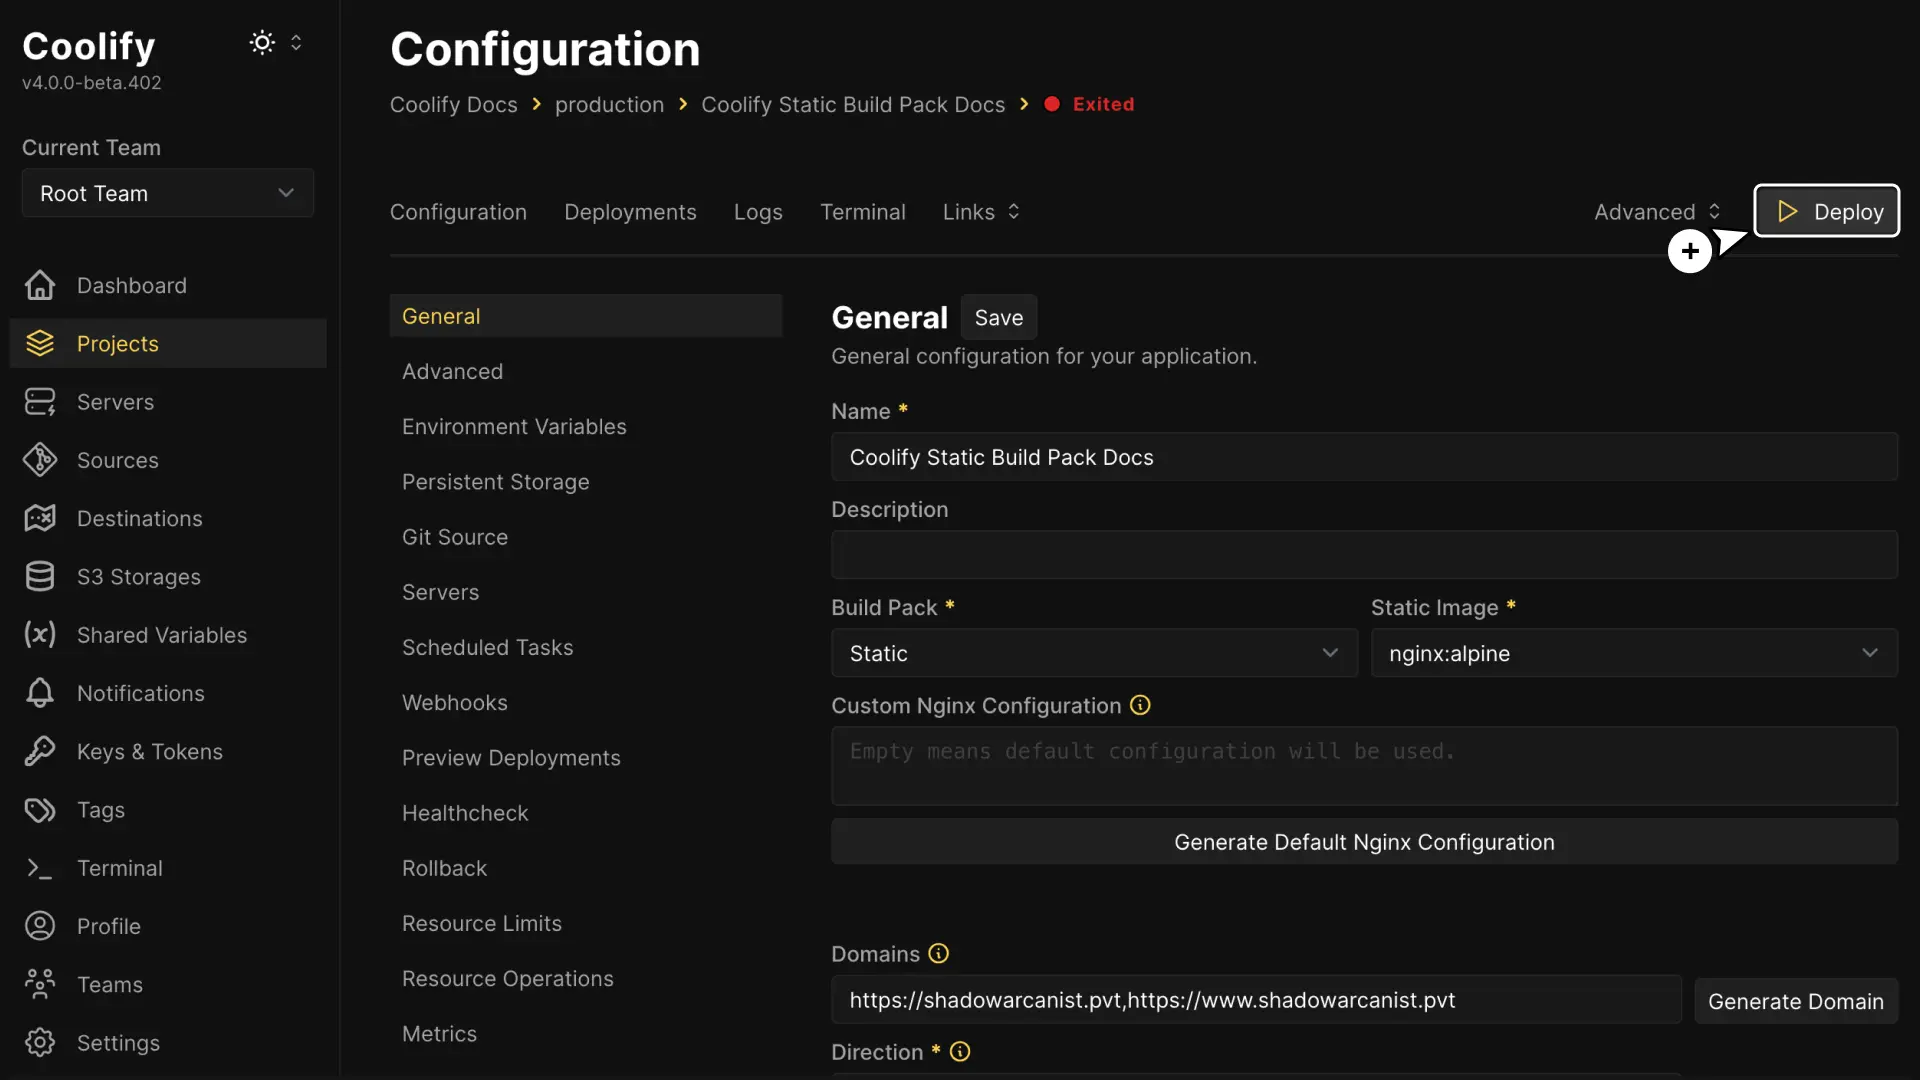 Coolify
v4.0.0-beta.402
Current Team
Root Team
Dashboard
Projects
Servers
Sources
Destinations
S3 Storages
Shared Variables
Notifications
Keys & Tokens
Tags
Terminal
Profile
Teams
Settings
Configuration
Coolify Docs > production > Coolify Static Build Pack Docs > Exited
Configuration Deployments Logs Terminal Links Advanced Deploy
General
Advanced
Environment Variables
Persistent Storage
Git Source
Servers
Scheduled Tasks
Webhooks
Preview Deployments
Healthcheck
Rollback
Resource Limits
Resource Operations
Metrics
General Save
General configuration for your application.
Name *
Coolify Static Build Pack Docs
Description
Build Pack * Static Image *
Static nginx:alpine
Custom Nginx Configuration
Empty means default configuration will be used.
Generate Default Nginx Configuration
Domains
https://shadowarcanist.pvt,https://www.shadowarcanist.pvt Generate Domain
Direction *